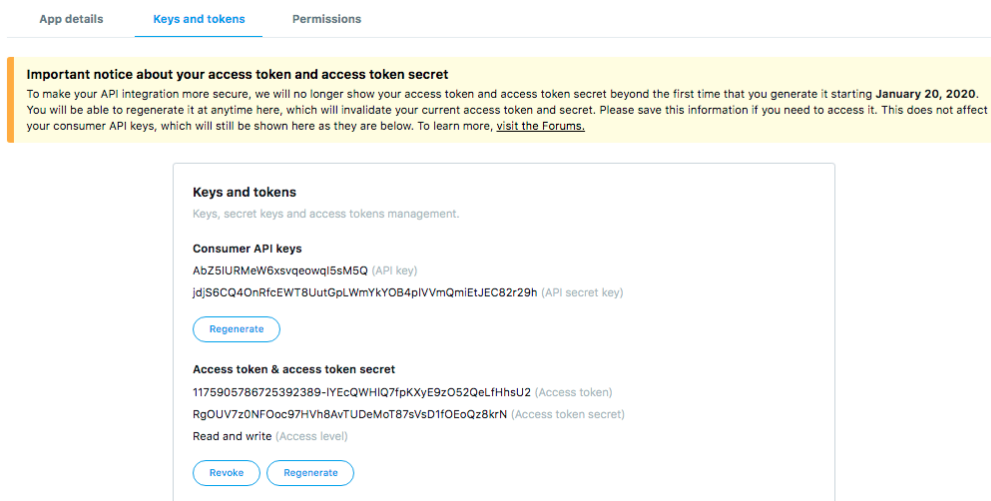 App details
Keys and tokens
Permissions
Important notice about your access token and access token secret
To make your API integration more secure, we will no longer show your access token and access token secret beyond the first time that you generate it starting January 20, 2020.
You will be able to regenerate it at anytime here, which will invalidate your current access token and secret. Please save this information if you need to access it. This does not affect
your consumer API keys, which will still be shown here as they are below. To learn more, visit the Forums.
Keys and tokens
Keys, secret keys and access tokens management.
Consumer API keys
(API key)
(API secret key)
Regenerate
Access token & access token secret
(Access token)
RgOUV7z0NFOoc97HVh8AvTUDeMoT87sVsD1fOEoQz8krN (Access token secret)
Read and write (Access level)
Revoke
Regenerate